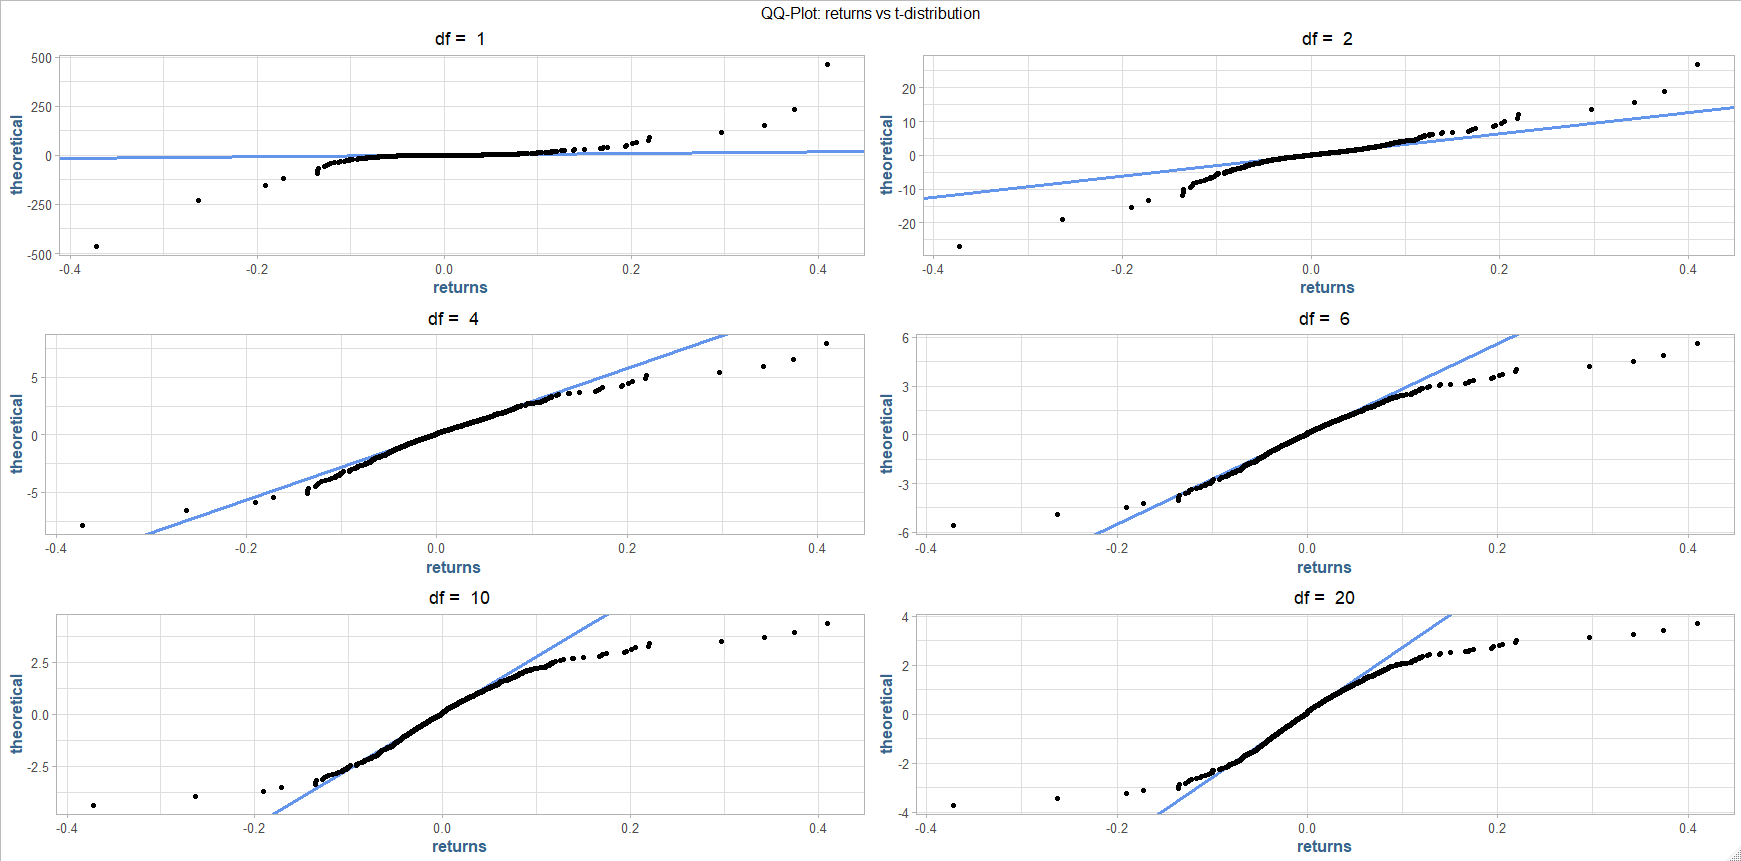 QQ-Plot: returns vs t-distribution
df = 1
theoretical
500
250
0
-250
-500
-0.4 -0.2 0.0 0.2 0.4
returns
df = 2
theoretical
20
10
0
-10
-20
-0.4 -0.2 0.0 0.2 0.4
returns
df = 4
theoretical
5
0
-5
-0.4 -0.2 0.0 0.2 0.4
returns
df = 6
theoretical
6
3
0
-3
-6
-0.4 -0.2 0.0 0.2 0.4
returns
df = 10
theoretical
2.5
0.0
-2.5
-0.4 -0.2 0.0 0.2 0.4
returns
df = 20
theoretical
4
2
0
-2
-4
-0.4 -0.2 0.0 0.2 0.4
returns